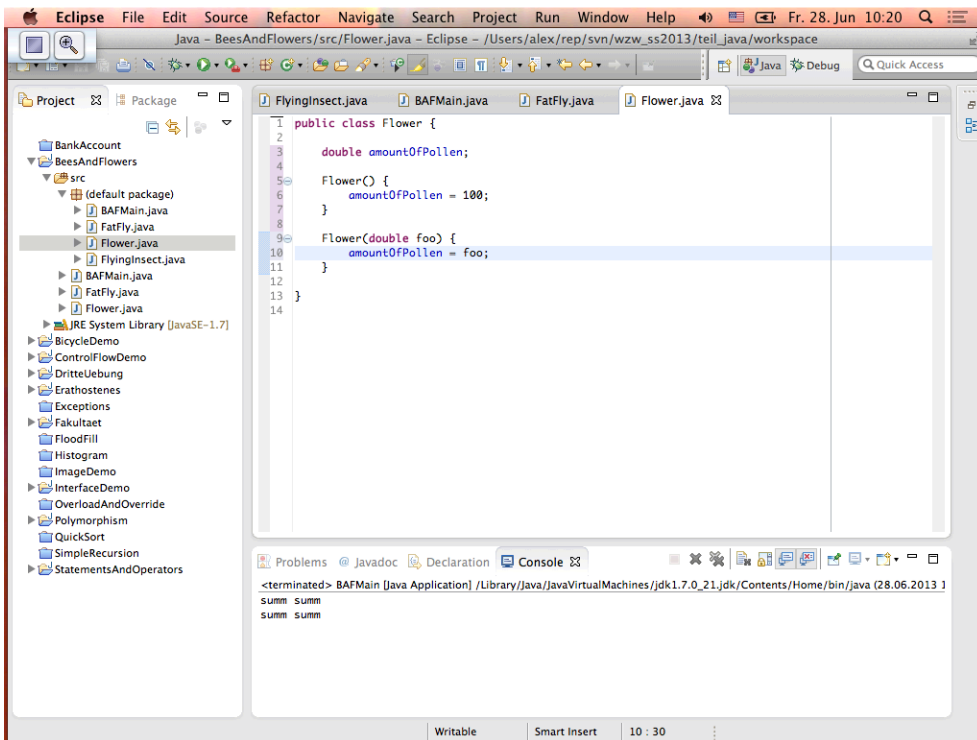 Eclipse File Edit Source Refactor Navigate Search Project Run Window Help Fr. 28. Jun 10:20
Java – BeesAndFlowers/src/Flower.java – Eclipse – /Users/alex/rep/svn/wzw_ss2013/teil_java/workspace
Java Debug Quick Access
Project Package
BankAccount
BeesAndFlowers
src
(default package)
BAFMain.java
FatFly.java
Flower.java
FlyingInsect.java
BAFMain.java
FatFly.java
Flower.java
JRE System Library [JavaSE-1.7]
BicycleDemo
ControlFlowDemo
DritteUebung
Erathostenes
Exceptions
Fakultaet
FloodFill
Histogram
ImageDemo
InterfaceDemo
OverloadAndOverride
Polymorphism
QuickSort
SimpleRecursion
StatementsAndOperators
FlyingInsect.java BAFMain.java FatFly.java Flower.java
1 public class Flower {
2
3 double amountOfPollen;
4
5 Flower() {
6 amountOfPollen = 100;
7 }
8
9 Flower(double foo) {
10 amountOfPollen = foo;
11 }
12
13 }
14
Problems @ Javadoc Declaration Console
<terminated> BAFMain [Java Application] /Library/Java/JavaVirtualMachines/jdk1.7.0_21.jdk/Contents/Home/bin/java (28.06.2013 1
summ summ
summ summ
Writable Smart Insert 10 : 30